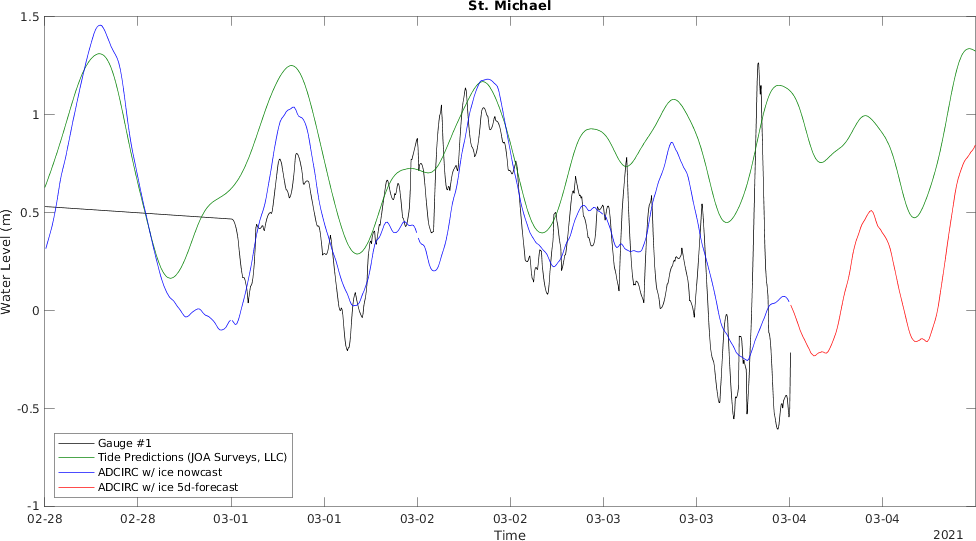 St. Michael
1.5
1
0.5
0
-0.5
-1
Water Level (m)
Gauge #1
Tide Predictions (JOA Surveys, LLC)
ADCIRC w/ ice nowcast
ADCIRC w/ ice 5d-forecast
02-28 02-28 03-01 03-01 03-02 03-02 03-03 03-03 03-04 03-04
Time
2021